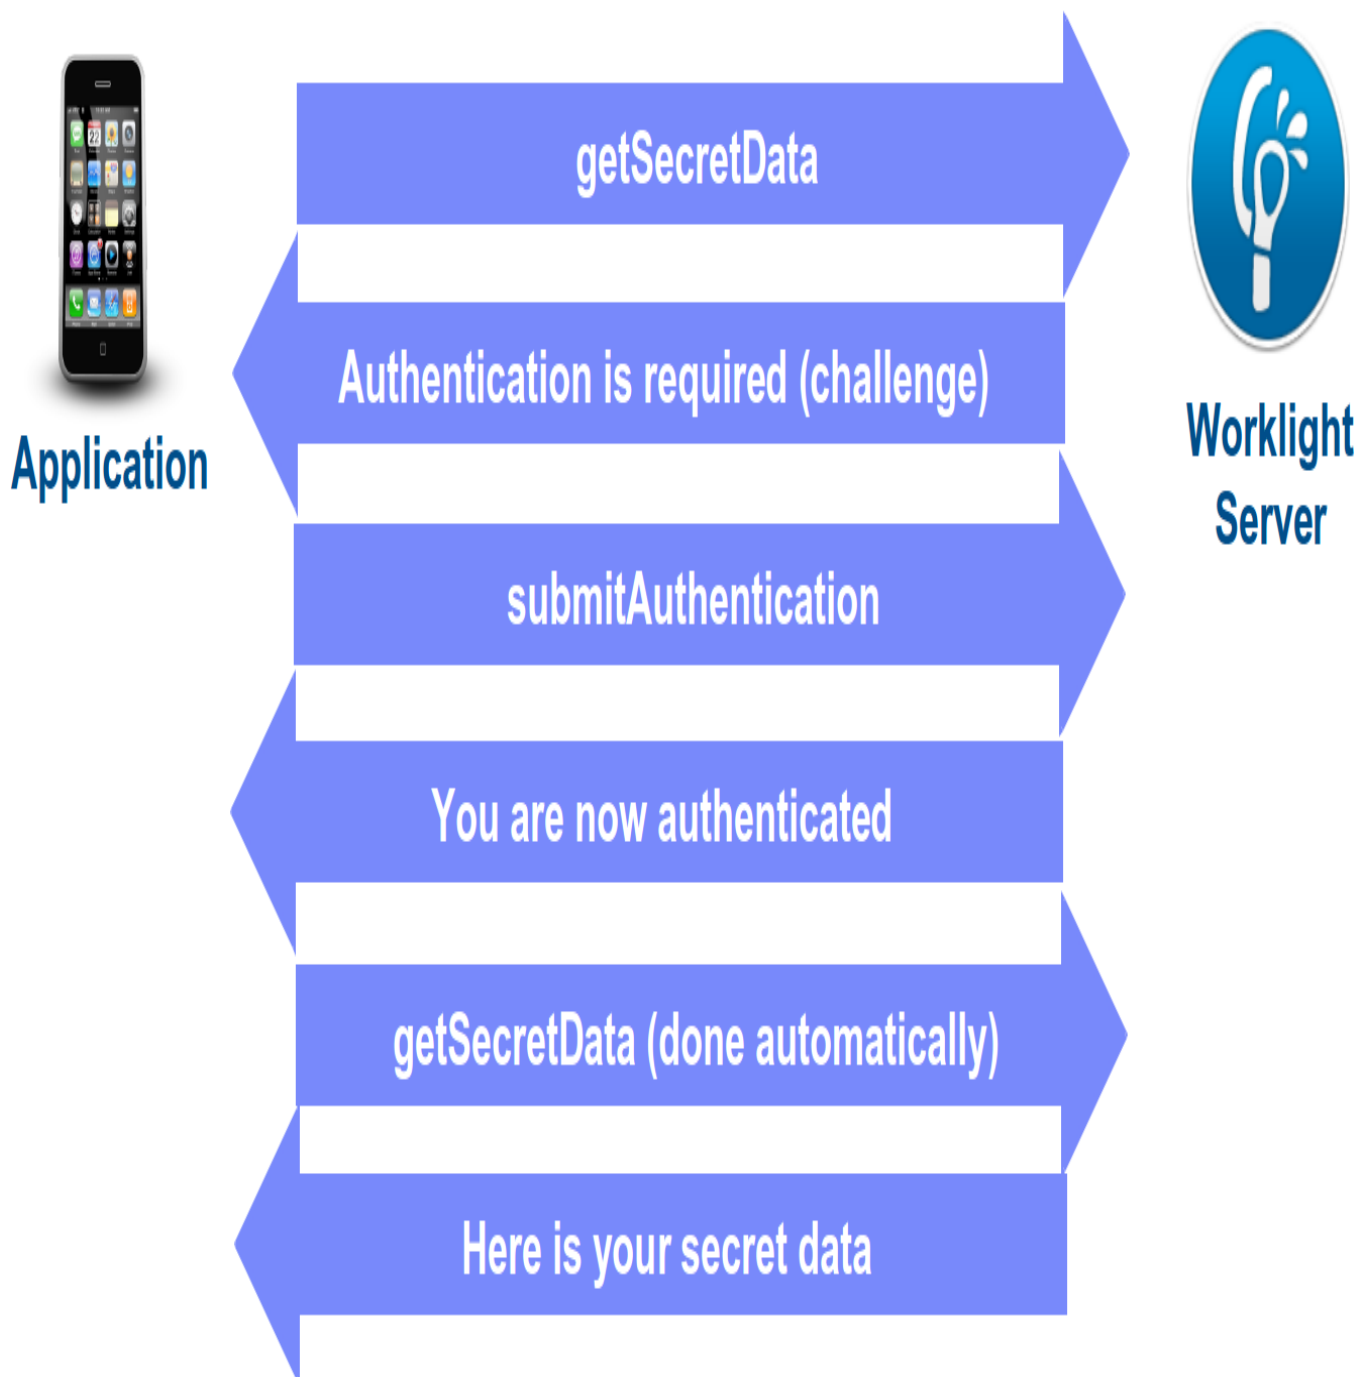 getSecretData
Authentication is required (challenge)
Application
Worklight
Server
submitAuthentication
You are now authenticated
getSecretData (done automatically)
Here is your secret data